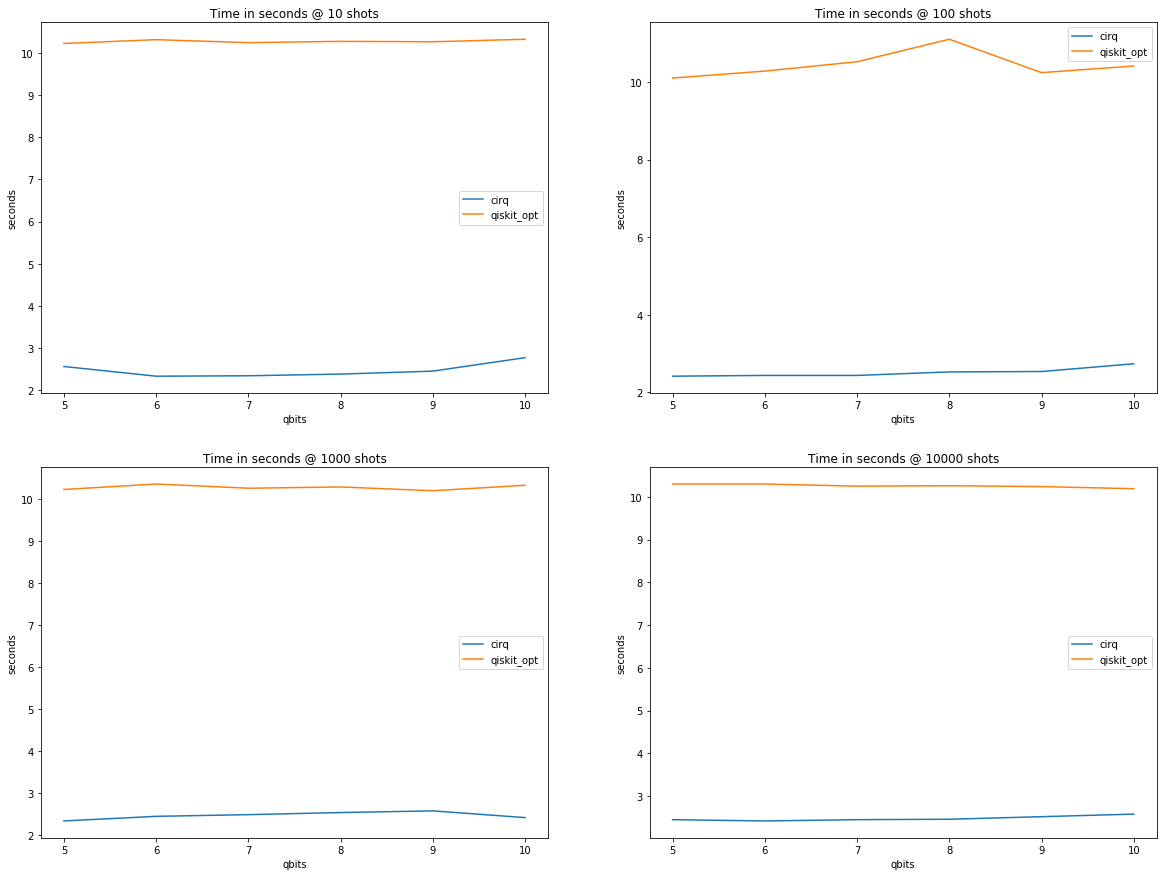 Time in seconds @ 10 shots
10
9
8
7
6
5
4
3
2
seconds
cirq
qiskit_opt
5 6 7 8 9 10
qbits
Time in seconds @ 100 shots
10
8
6
4
2
seconds
cirq
qiskit_opt
5 6 7 8 9 10
qbits
Time in seconds @ 1000 shots
10
9
8
7
6
5
4
3
2
seconds
cirq
qiskit_opt
5 6 7 8 9 10
qbits
Time in seconds @ 10000 shots
10
9
8
7
6
5
4
3
seconds
cirq
qiskit_opt
5 6 7 8 9 10
qbits